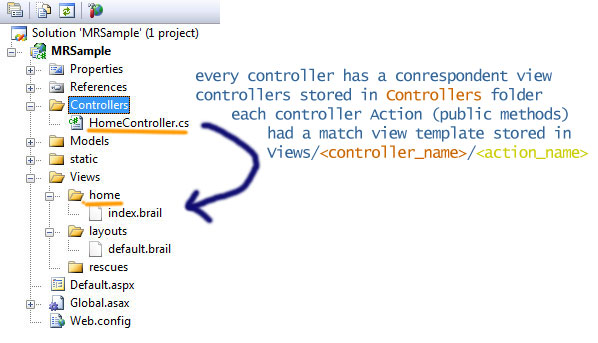 Solution 'MRSample' (1 project)
MRSample
Properties
References
Controllers
HomeController.cs
Models
static
Views
home
index.brail
layouts
default.brail
rescues
Default.aspx
Global.asax
Web.config
every controller has a conrespondent view
controllers stored in Controllers folder
each controller Action (public methods)
had a match view template stored in
Views/<controller_name>/<action_name>